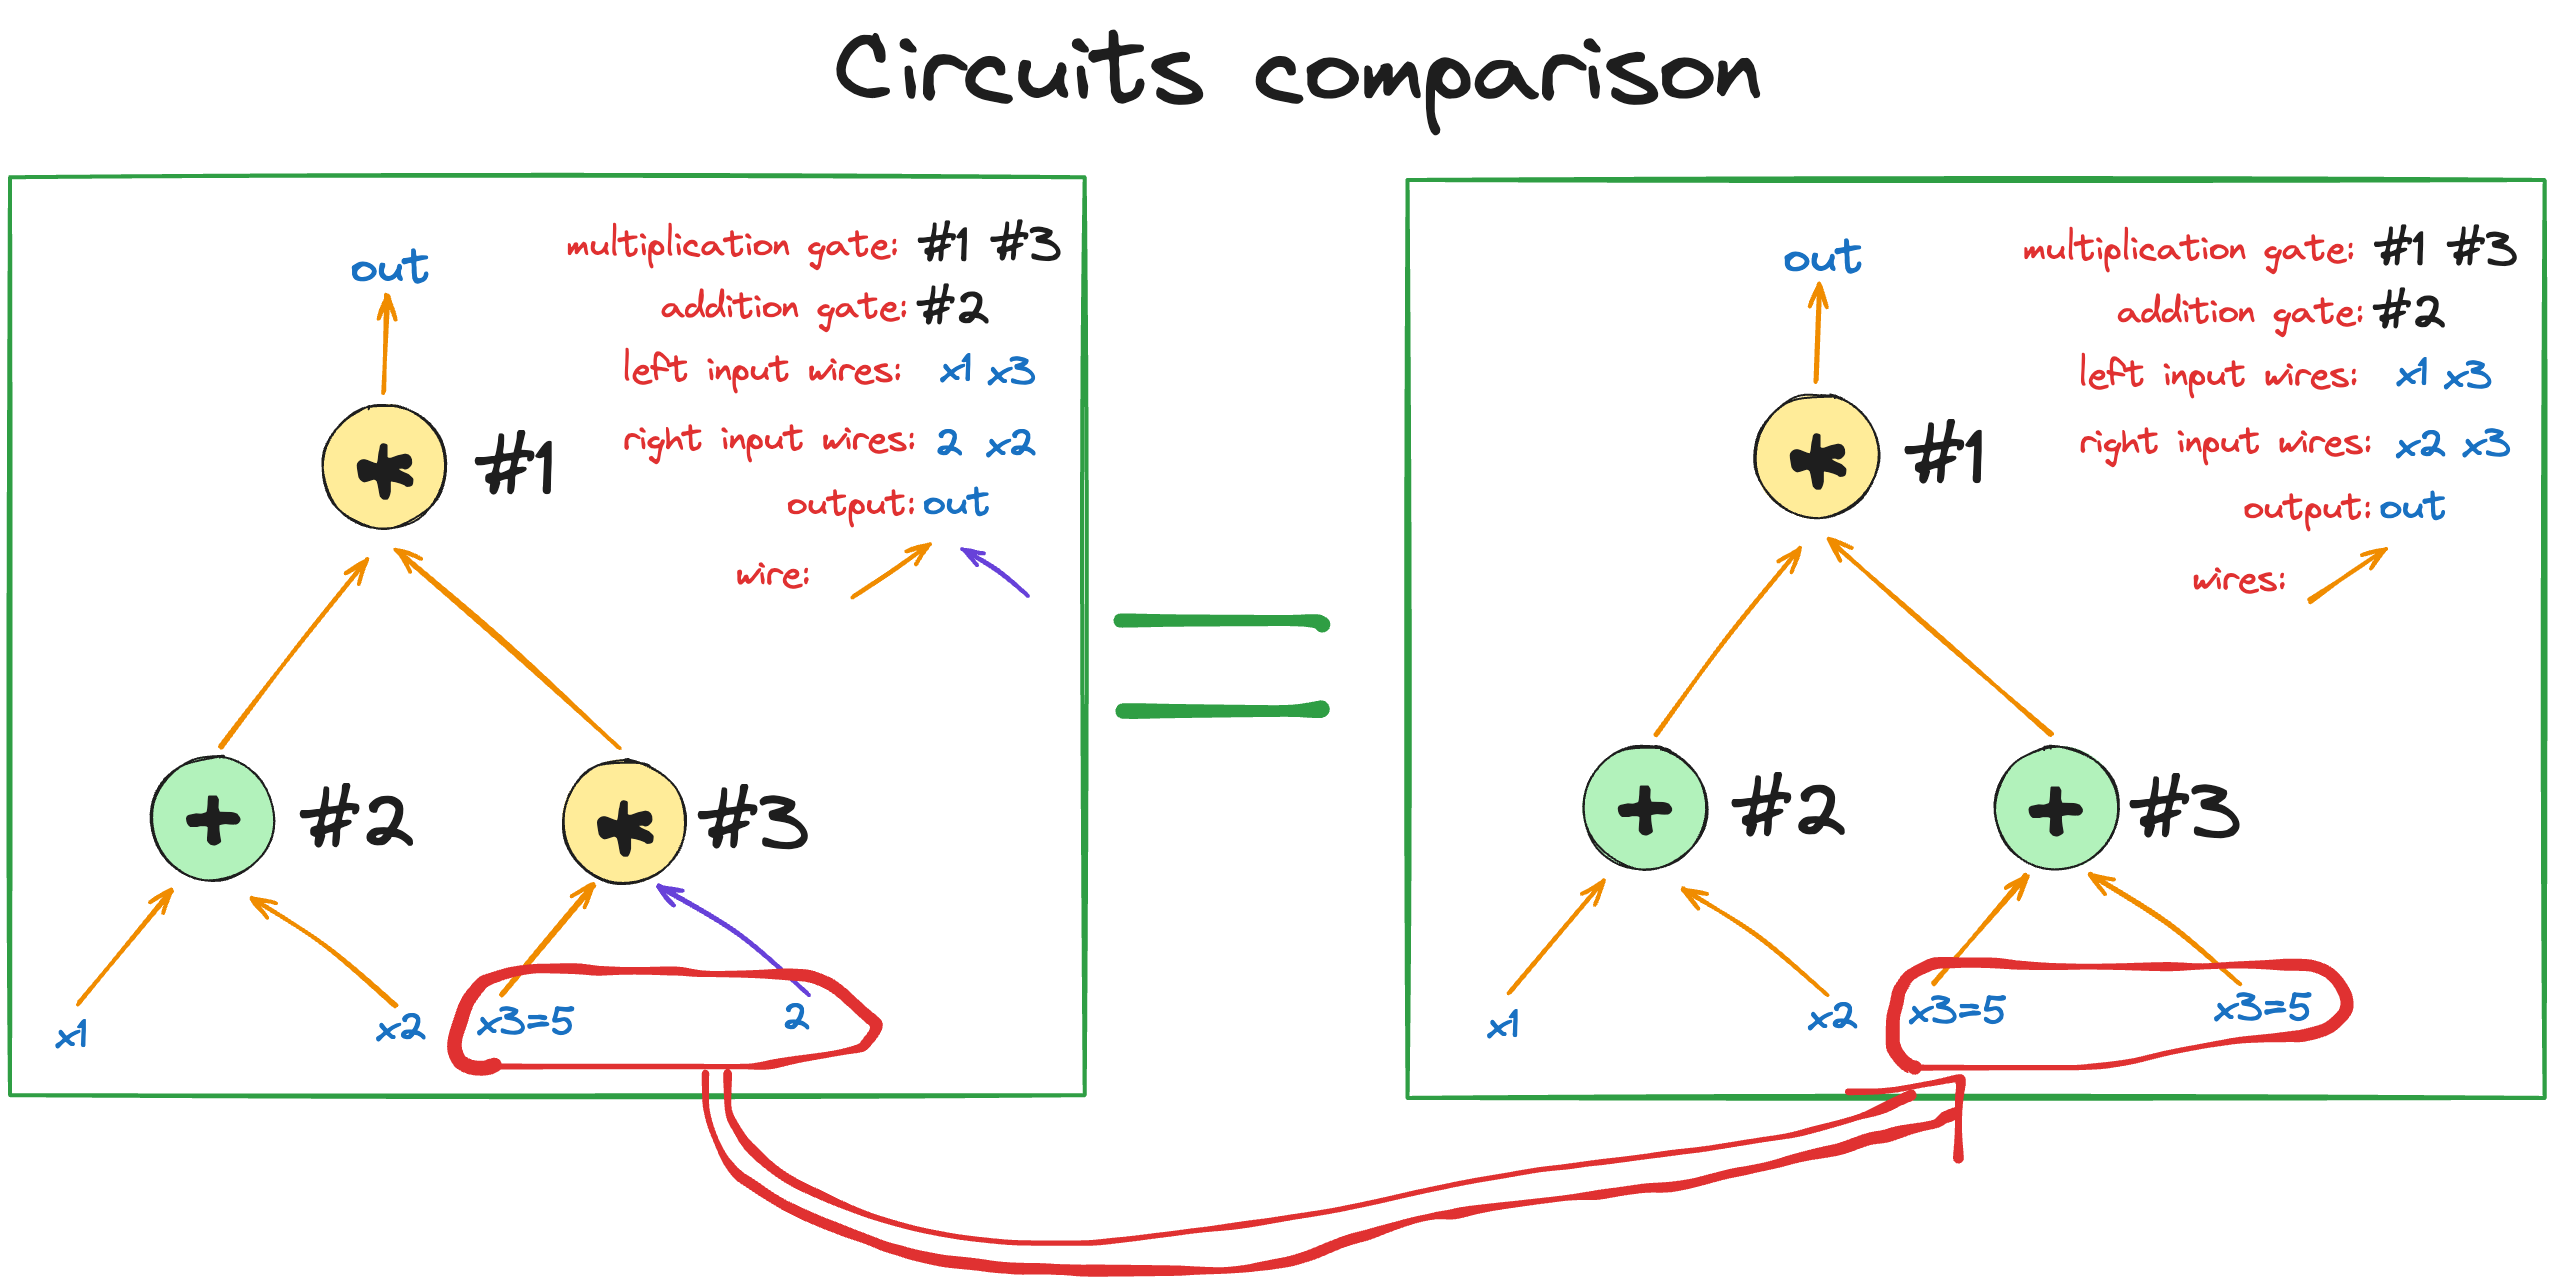 Circuits comparison
out
multiplication gate: #1 #3
addition gate: #2
left input wires: x1 x3
right input wires: 2 x2
output: out
wire:
* #1
+ #2
* #3
x1
x2
x3=5
2
out
multiplication gate: #1 #3
addition gate: #2
left input wires: x1 x3
right input wires: x2 x3
output: out
wires:
* #1
+ #2
+ #3
x1
x2
x3=5
x3=5